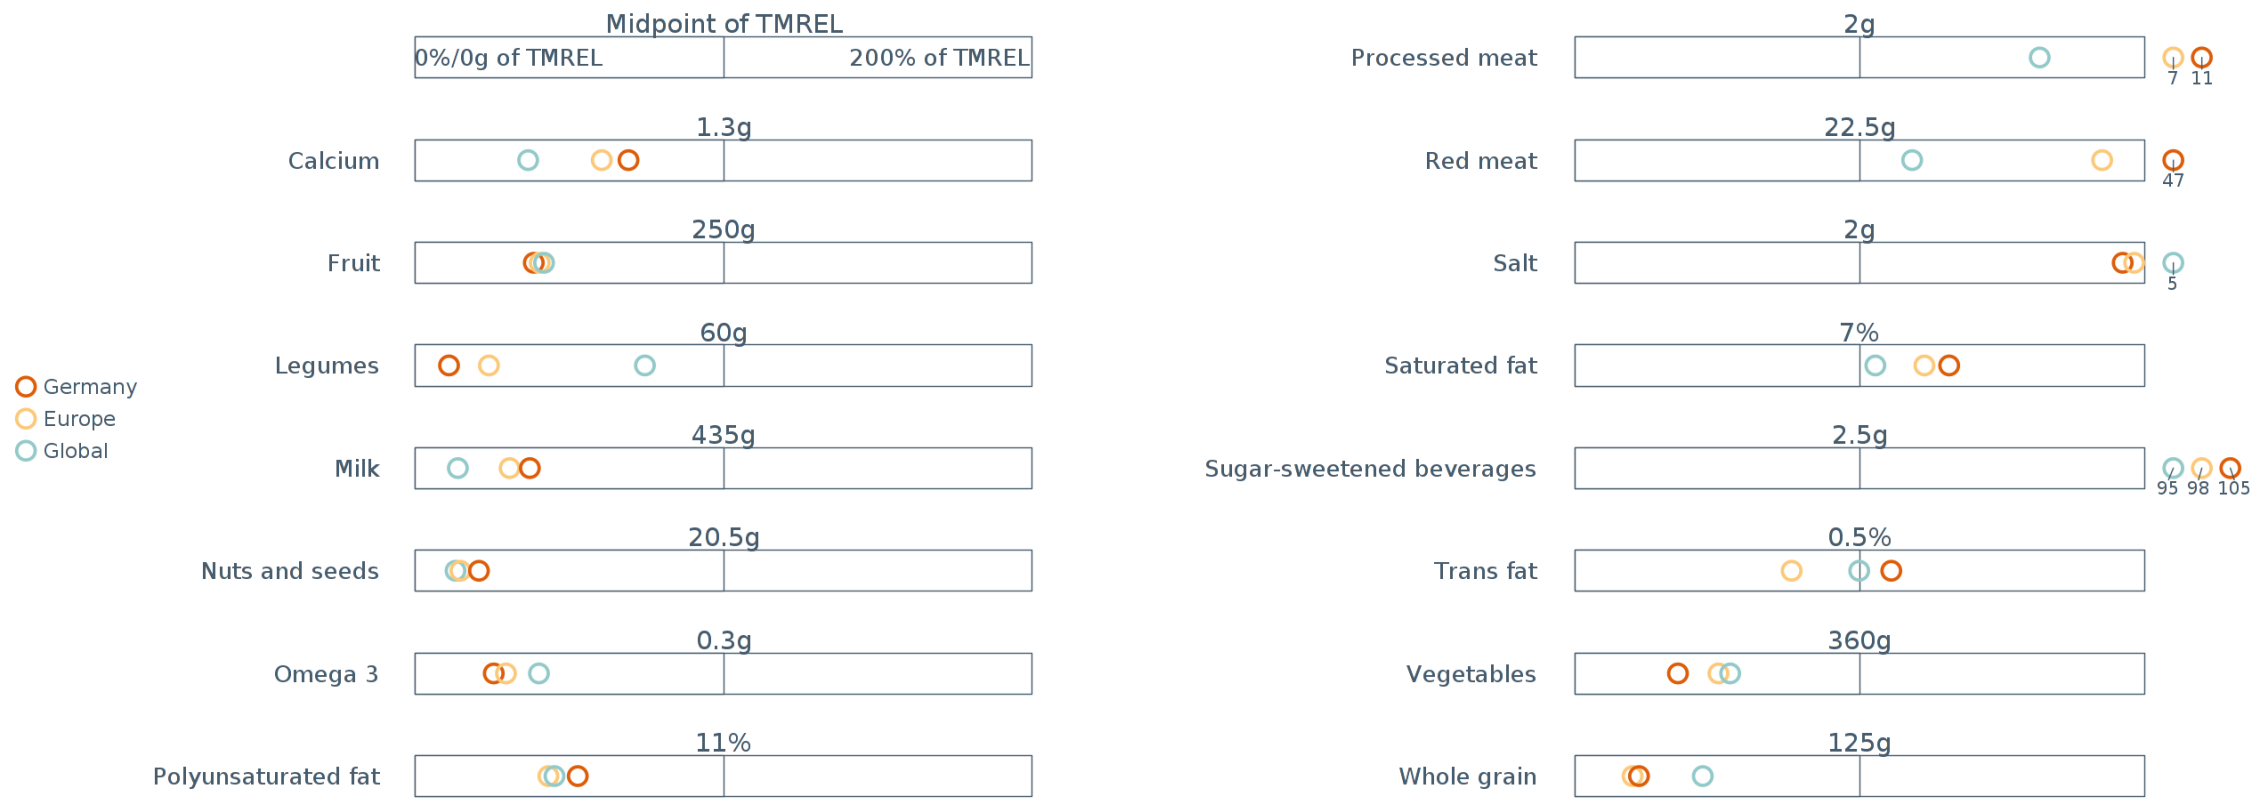 Midpoint of TMREL
0%/0g of TMREL 200% of TMREL
Calcium 1.3g
Fruit 250g
Legumes 60g
Milk 435g
Nuts and seeds 20.5g
Omega 3 0.3g
Polyunsaturated fat 11%
Germany
Europe
Global
Processed meat 2g
7 11
Red meat 22.5g
47
Salt 2g
5
Saturated fat 7%
Sugar-sweetened beverages 2.5g
95 98 105
Trans fat 0.5%
Vegetables 360g
Whole grain 125g